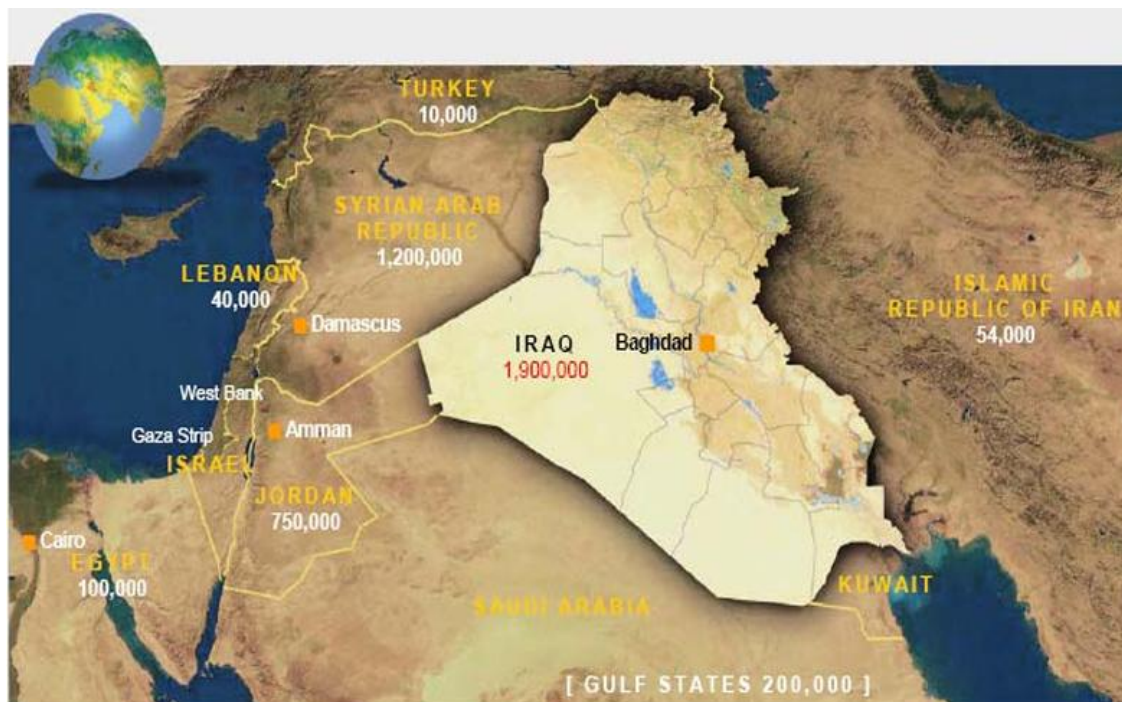 TURKEY
10,000
SYRIAN ARAB
REPUBLIC
1,200,000
LEBANON
40,000
Damascus
ISLAMIC
REPUBLIC OF IRAN
54,000
IRAQ
1,900,000
Baghdad
West Bank
Gaza Strip
Amman
ISRAEL
JORDAN
750,000
Cairo
EGYPT
100,000
KUWAIT
SAUDI ARABIA
[ GULF STATES 200,000 ]